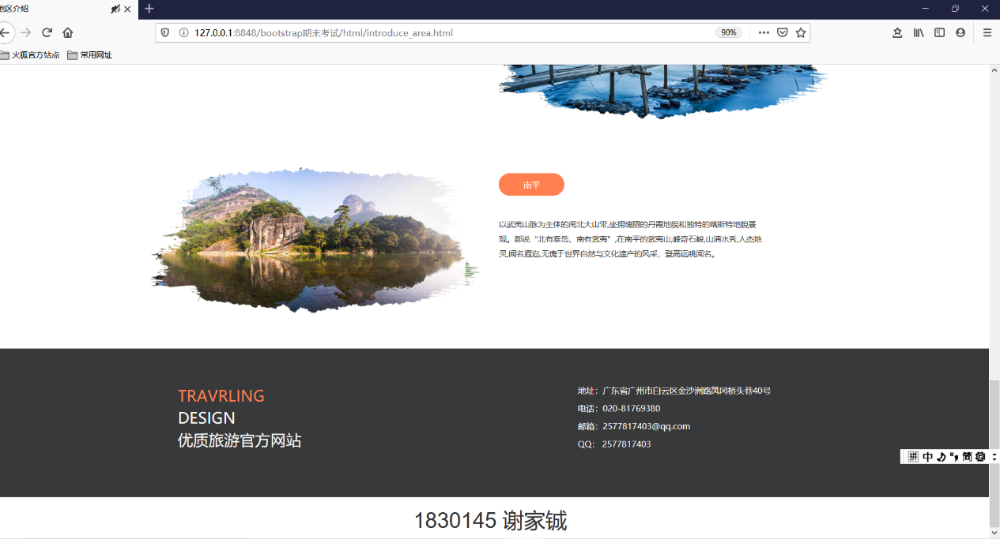 地区介绍
127.0.0.1:8848/bootstrap期末考试/html/introduce_area.html
90%
火狐官方站点
常用网址
南平
以武夷山脉为主体的闽北大山带,坐拥瑰丽的丹霞地貌和独特的喀斯特地貌景
观。都说“北有泰岳、南有武夷”,在南平的武夷山,峰奇石峻,山清水秀,人杰地
灵,闻名遐迩,无愧于世界自然与文化遗产的风采，登高远眺闻名。
TRAVRLING
DESIGN
优质旅游官方网站
地址：广东省广州市白云区金沙洲路凤冈桥头巷40号
电话：020-81769380
邮箱：2577817403@qq.com
QQ： 2577817403
拼 中 简
1830145 谢家铖